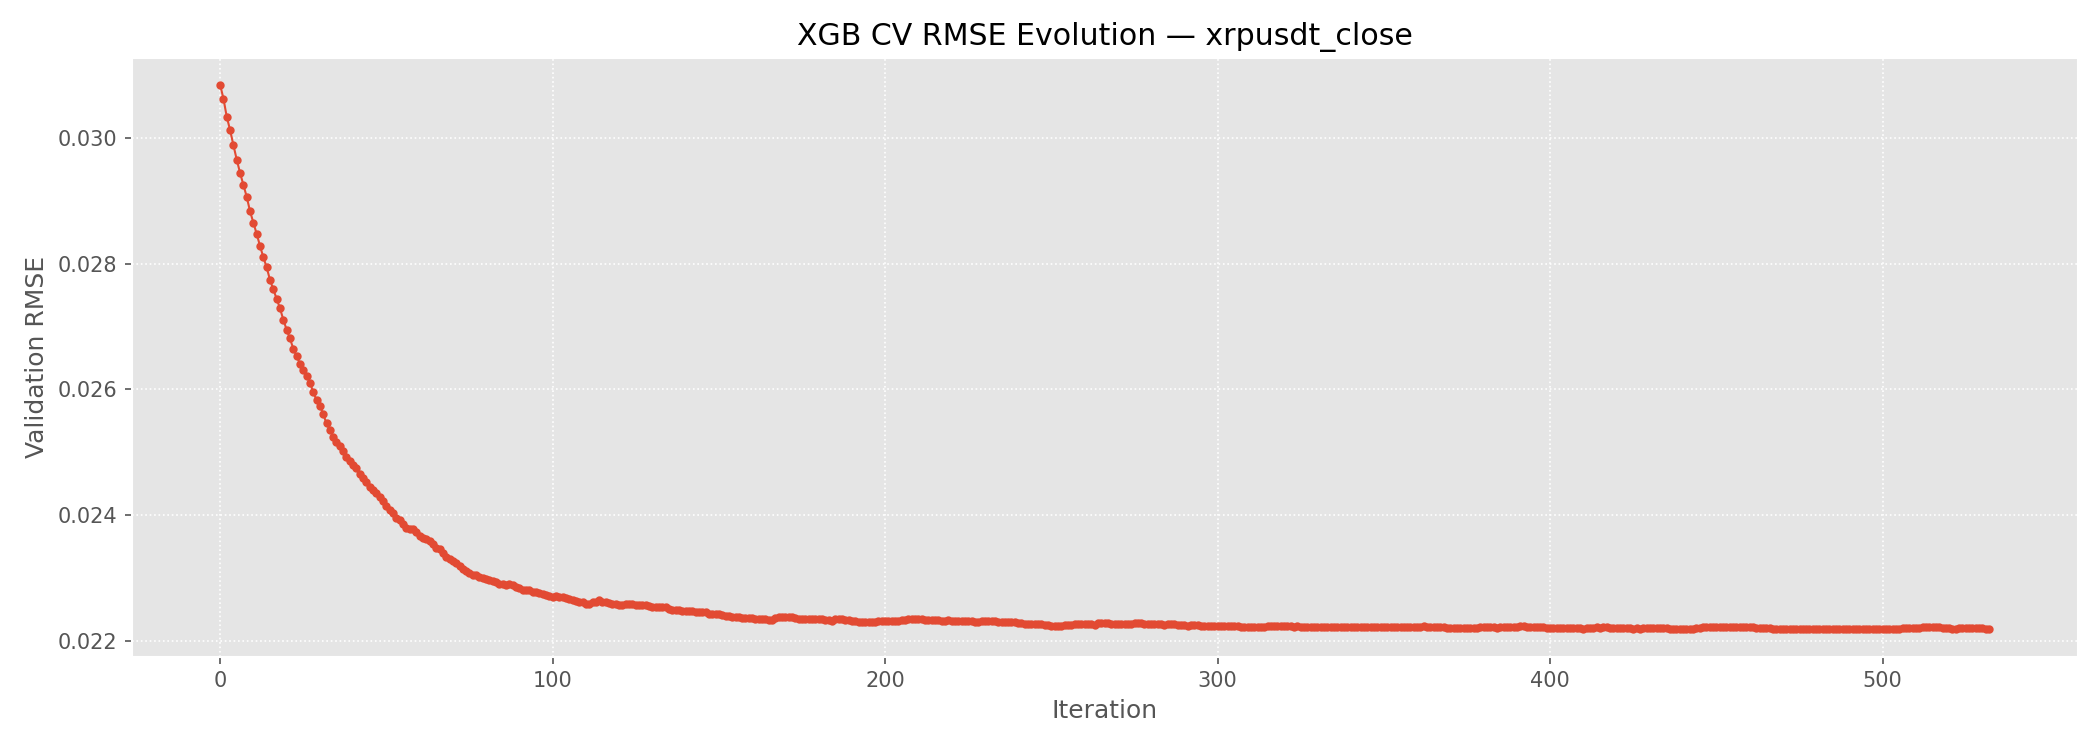 XGB CV RMSE Evolution — xrpusdt_close
Validation RMSE
0.030
0.028
0.026
0.024
0.022
0 100 200 300 400 500
Iteration